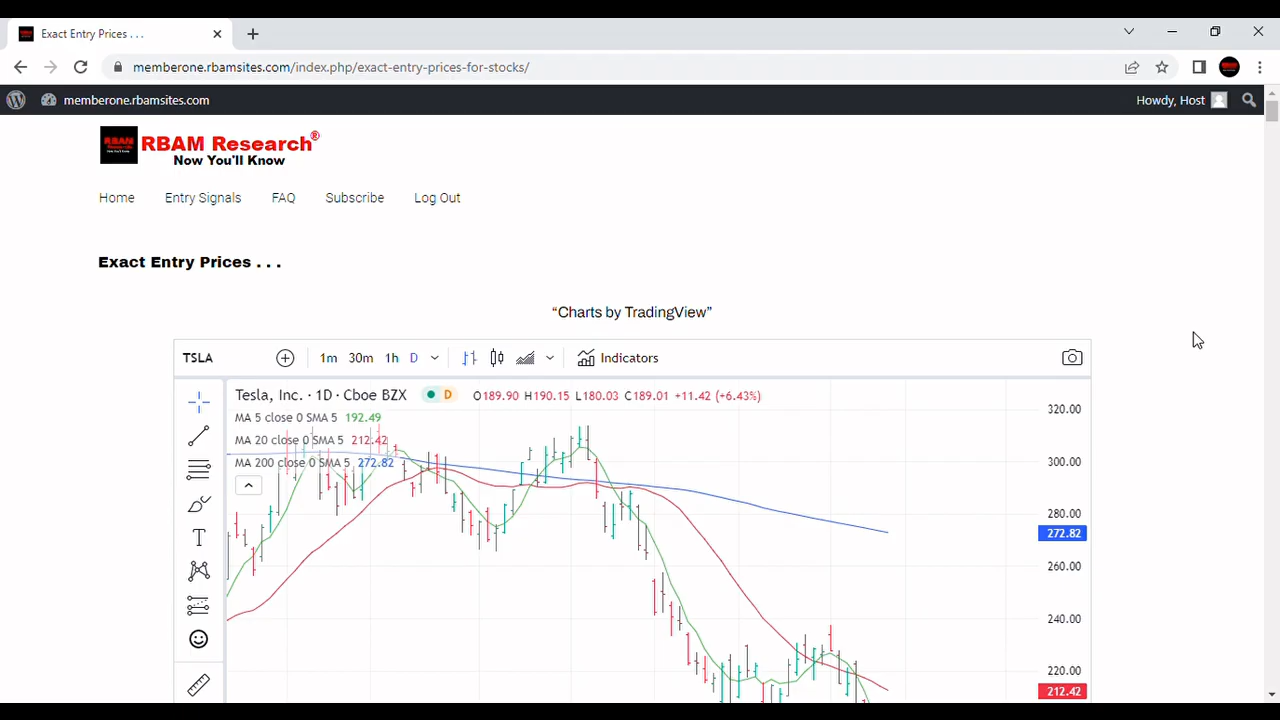 Exact Entry Prices . . .
memberone.rbamsites.com/index.php/exact-entry-prices-for-stocks/
memberone.rbamsites.com
Howdy, Host
RBAM Research®
Now You'll Know
Home Entry Signals FAQ Subscribe Log Out
Exact Entry Prices . . .
“Charts by TradingView”
TSLA 1m 30m 1h D Indicators
Tesla, Inc. · 1D · Cboe BZX D O189.90 H190.15 L180.03 C189.01 +11.42 (+6.43%)
MA 5 close 0 SMA 5 192.49
MA 20 close 0 SMA 5 212.42
MA 200 close 0 SMA 5 272.82
320.00
300.00
280.00
272.82
260.00
240.00
220.00
212.42